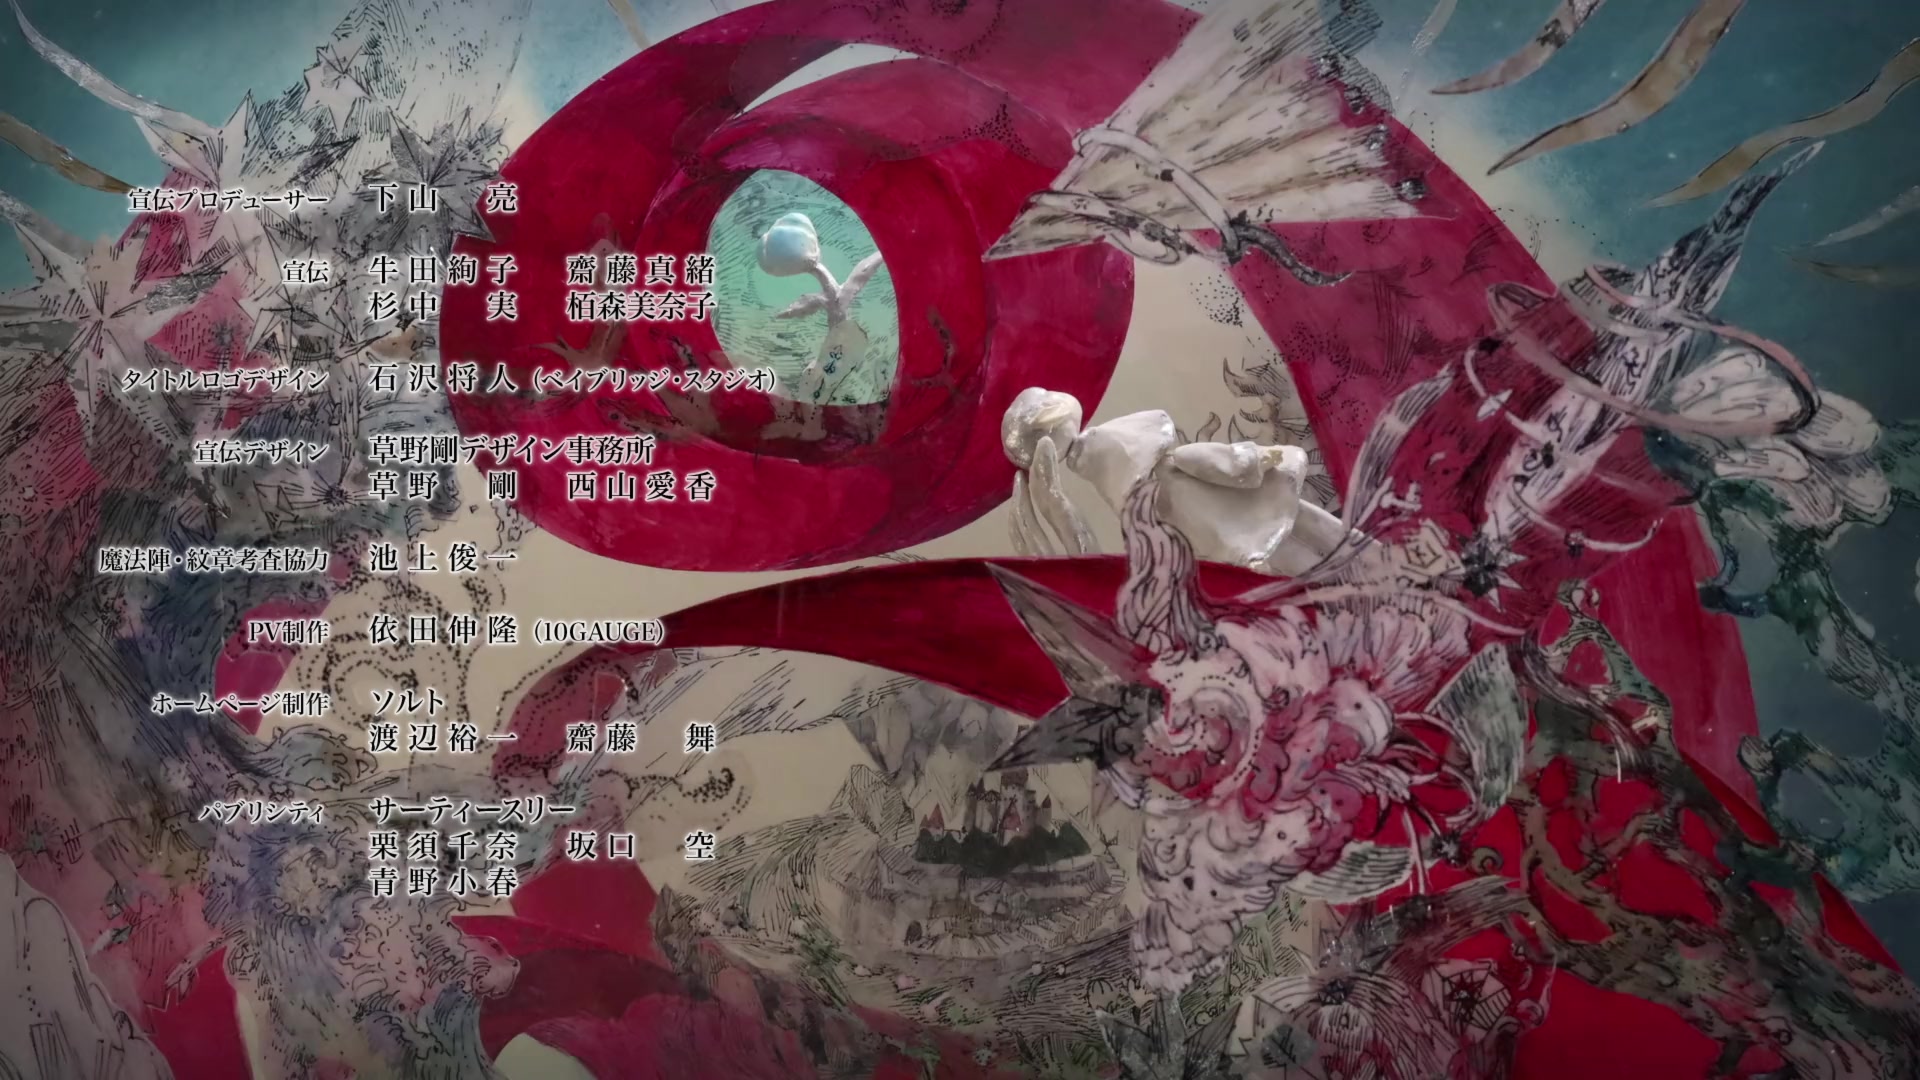 宣伝プロデューサー 下山 亮
宣伝 牛田絢子 齋藤真緒
杉中 実 栢森美奈子
タイトルロゴデザイン 石沢将人（ベイブリッジ・スタジオ）
宣伝デザイン 草野剛デザイン事務所
草野 剛 西山愛香
魔法陣・紋章考査協力 池上俊一
PV制作 依田伸隆（10GAUGE）
ホームページ制作 ソルト
渡辺裕一 齋藤 舞
パブリシティ サーティースリー
栗須千奈 坂口 空
青野小春